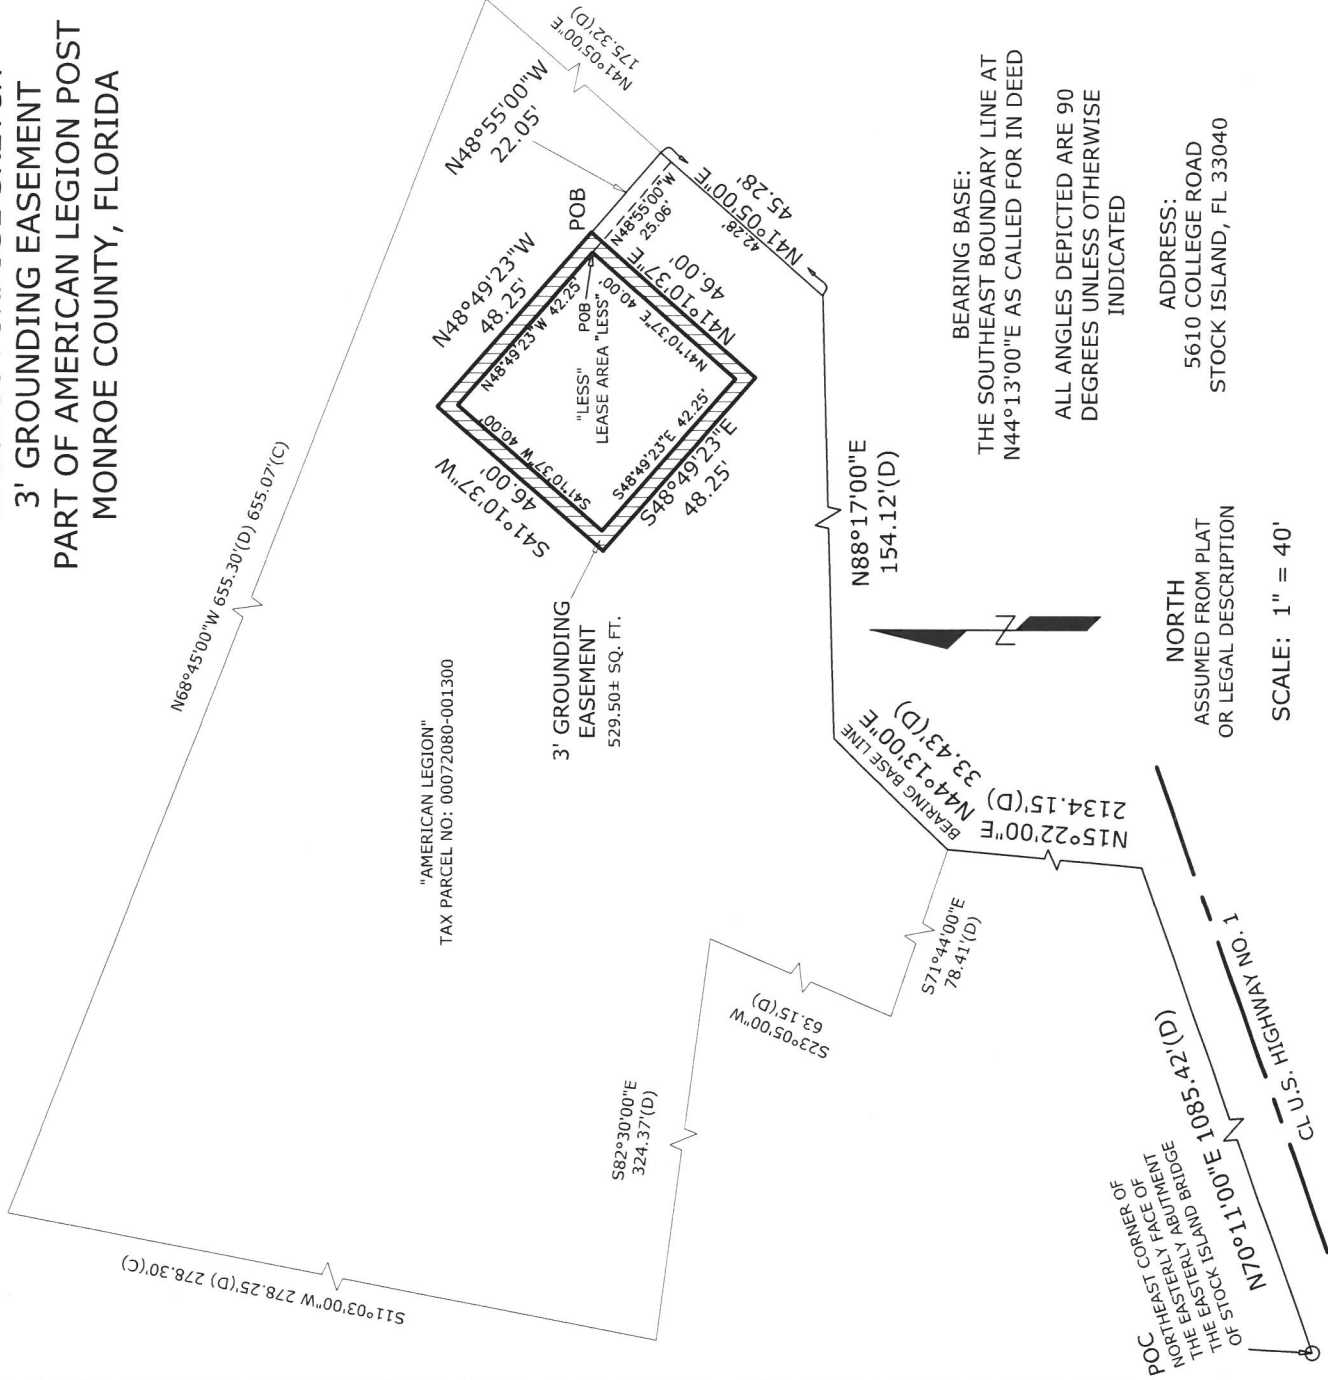 3' GROUNDING EASEMENT
PART OF AMERICAN LEGION POST
MONROE COUNTY, FLORIDA
N41°05'00"E
175.32'(D)
N48°55'00"W
22.05'
POB
N48°49'23"W
48.25'
N48°55'00"W
25.06'
N41°05'00"E
45.28'
42.28'
N41°10'37"E
46.00'
N48°49'23"W 42.25'
POB
"LESS"
LEASE AREA "LESS"
N41°10'37"E 40.00'
S48°49'23"E 42.25'
S41°10'37"W 40.00'
S41°10'37"W
46.00'
S48°49'23"E
48.25'
N68°45'00"W 655.30'(D) 655.07'(C)
3' GROUNDING
EASEMENT
529.50± SQ. FT.
"AMERICAN LEGION"
TAX PARCEL NO: 00072080-001300
N88°17'00"E
154.12'(D)
BEARING BASE:
THE SOUTHEAST BOUNDARY LINE AT
N44°13'00"E AS CALLED FOR IN DEED
ALL ANGLES DEPICTED ARE 90
DEGREES UNLESS OTHERWISE
INDICATED
ADDRESS:
5610 COLLEGE ROAD
STOCK ISLAND, FL 33040
N
NORTH
ASSUMED FROM PLAT
OR LEGAL DESCRIPTION
SCALE: 1" = 40'
BEARING BASE LINE
N44°13'00"E
33.43'(D)
N15°22'00"E
2134.15'(D)
S71°44'00"E
78.41'(D)
S23°05'00"W
63.15'(D)
S82°30'00"E
324.37'(D)
S11°03'00"W 278.25'(D) 278.30'(C)
CL U.S. HIGHWAY NO. 1
N70°11'00"E 1085.42'(D)
POC
NORTHEAST CORNER OF
NORTHEASTERLY FACE OF
THE EASTERLY ABUTMENT
THE EASTERLY ISLAND BRIDGE
OF STOCK ISLAND BRIDGE